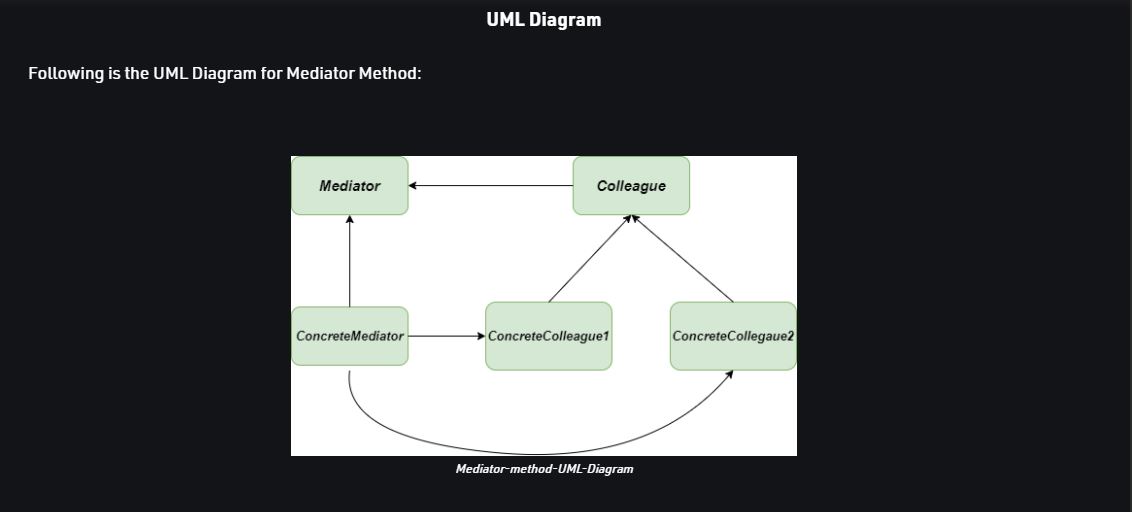 UML Diagram
Following is the UML Diagram for Mediator Method:
Mediator
Colleague
ConcreteMediator
ConcreteColleague1
ConcreteCollegaue2
Mediator-method-UML-Diagram